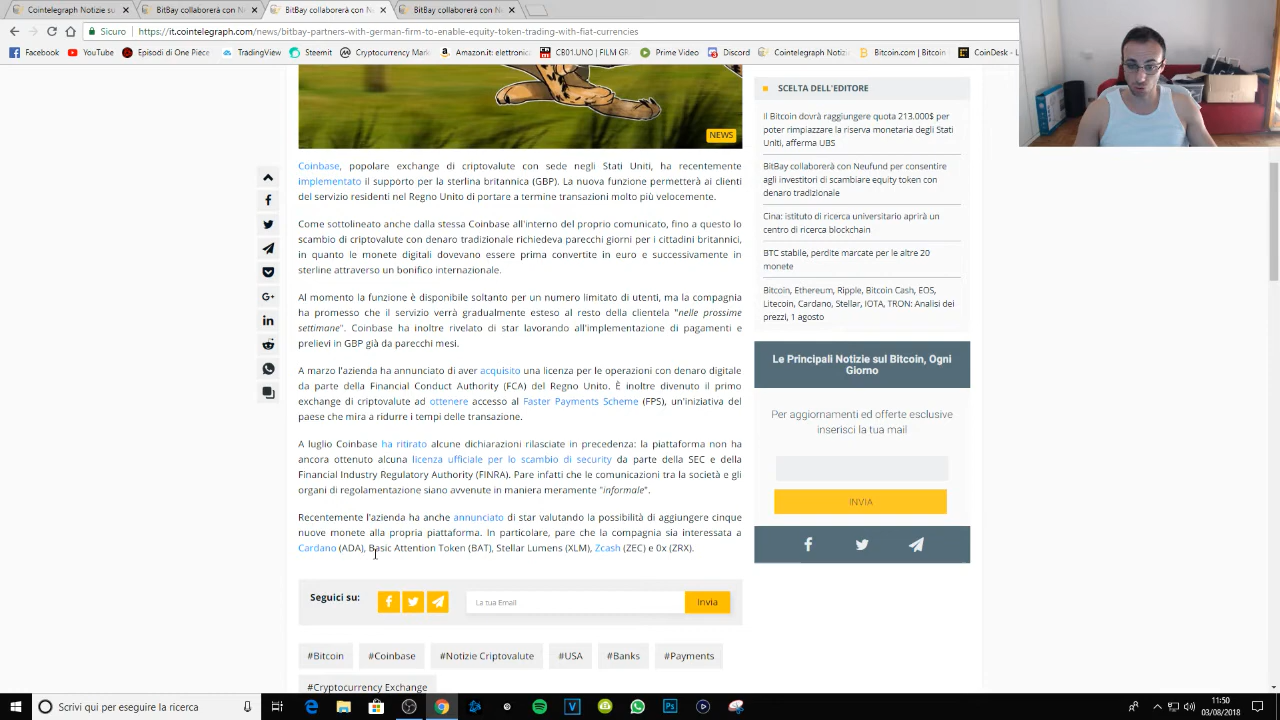 Cointelegraph Notizie su
BitBay collaborerà con Ne
BitBay collaborerà con Ne
BitBay collaborerà con Ne
Sicuro
https://it.cointelegraph.com/news/bitbay-partners-with-german-firm-to-enable-equity-token-trading-with-fiat-currencies
Facebook
YouTube
Episodi di One Piece
TradingView
Steemit
Cryptocurrency Mark
Amazon.it: elettronic
CB01.UNO | FILM GR
Prime Video
Discord
Cointelegraph Notiz
Bitcoin.com | Bitcoin
CoinDesk - L
NEWS
Coinbase, popolare exchange di criptovalute con sede negli Stati Uniti, ha recentemente
implementato il supporto per la sterlina britannica (GBP). La nuova funzione permetterà ai clienti
del servizio residenti nel Regno Unito di portare a termine transazioni molto più velocemente.
Come sottolineato anche dalla stessa Coinbase all'interno del proprio comunicato, fino a questo lo
scambio di criptovalute con denaro tradizionale richiedeva parecchi giorni per i cittadini britannici,
in quanto le monete digitali dovevano essere prima convertite in euro e successivamente in
sterline attraverso un bonifico internazionale.
Al momento la funzione è disponibile soltanto per un numero limitato di utenti, ma la compagnia
ha promesso che il servizio verrà gradualmente esteso al resto della clientela "nelle prossime
settimane". Coinbase ha inoltre rivelato di star lavorando all'implementazione di pagamenti e
prelievi in GBP già da parecchi mesi.
A marzo l'azienda ha annunciato di aver acquisito una licenza per le operazioni con denaro digitale
da parte della Financial Conduct Authority (FCA) del Regno Unito. È inoltre divenuto il primo
exchange di criptovalute ad ottenere accesso al Faster Payments Scheme (FPS), un'iniziativa del
paese che mira a ridurre i tempi delle transazione.
A luglio Coinbase ha ritirato alcune dichiarazioni rilasciate in precedenza: la piattaforma non ha
ancora ottenuto alcuna licenza ufficiale per lo scambio di security da parte della SEC e della
Financial Industry Regulatory Authority (FINRA). Pare infatti che le comunicazioni tra la società e gli
organi di regolamentazione siano avvenute in maniera meramente "informale".
Recentemente l'azienda ha anche annunciato di star valutando la possibilità di aggiungere cinque
nuove monete alla propria piattaforma. In particolare, pare che la compagnia sia interessata a
Cardano (ADA), Basic Attention Token (BAT), Stellar Lumens (XLM), Zcash (ZEC) e 0x (ZRX).
Seguici su:
La tua Email
Invia
#Bitcoin
#Coinbase
#Notizie Criptovalute
#USA
#Banks
#Payments
#Cryptocurrency Exchange
SCELTA DELL'EDITORE
Il Bitcoin dovrà raggiungere quota 213.000$ per
poter rimpiazzare la riserva monetaria degli Stati
Uniti, afferma UBS
BitBay collaborerà con Neufund per consentire
agli investitori di scambiare equity token con
denaro tradizionale
Cina: istituto di ricerca universitario aprirà un
centro di ricerca blockchain
BTC stabile, perdite marcate per le altre 20
monete
Bitcoin, Ethereum, Ripple, Bitcoin Cash, EOS,
Litecoin, Cardano, Stellar, IOTA, TRON: Analisi dei
prezzi, 1 agosto
Le Principali Notizie sul Bitcoin, Ogni
Giorno
Per aggiornamenti ed offerte esclusive
inserisci la tua mail
INVIA
Scrivi qui per eseguire la ricerca
11:50
03/08/2018